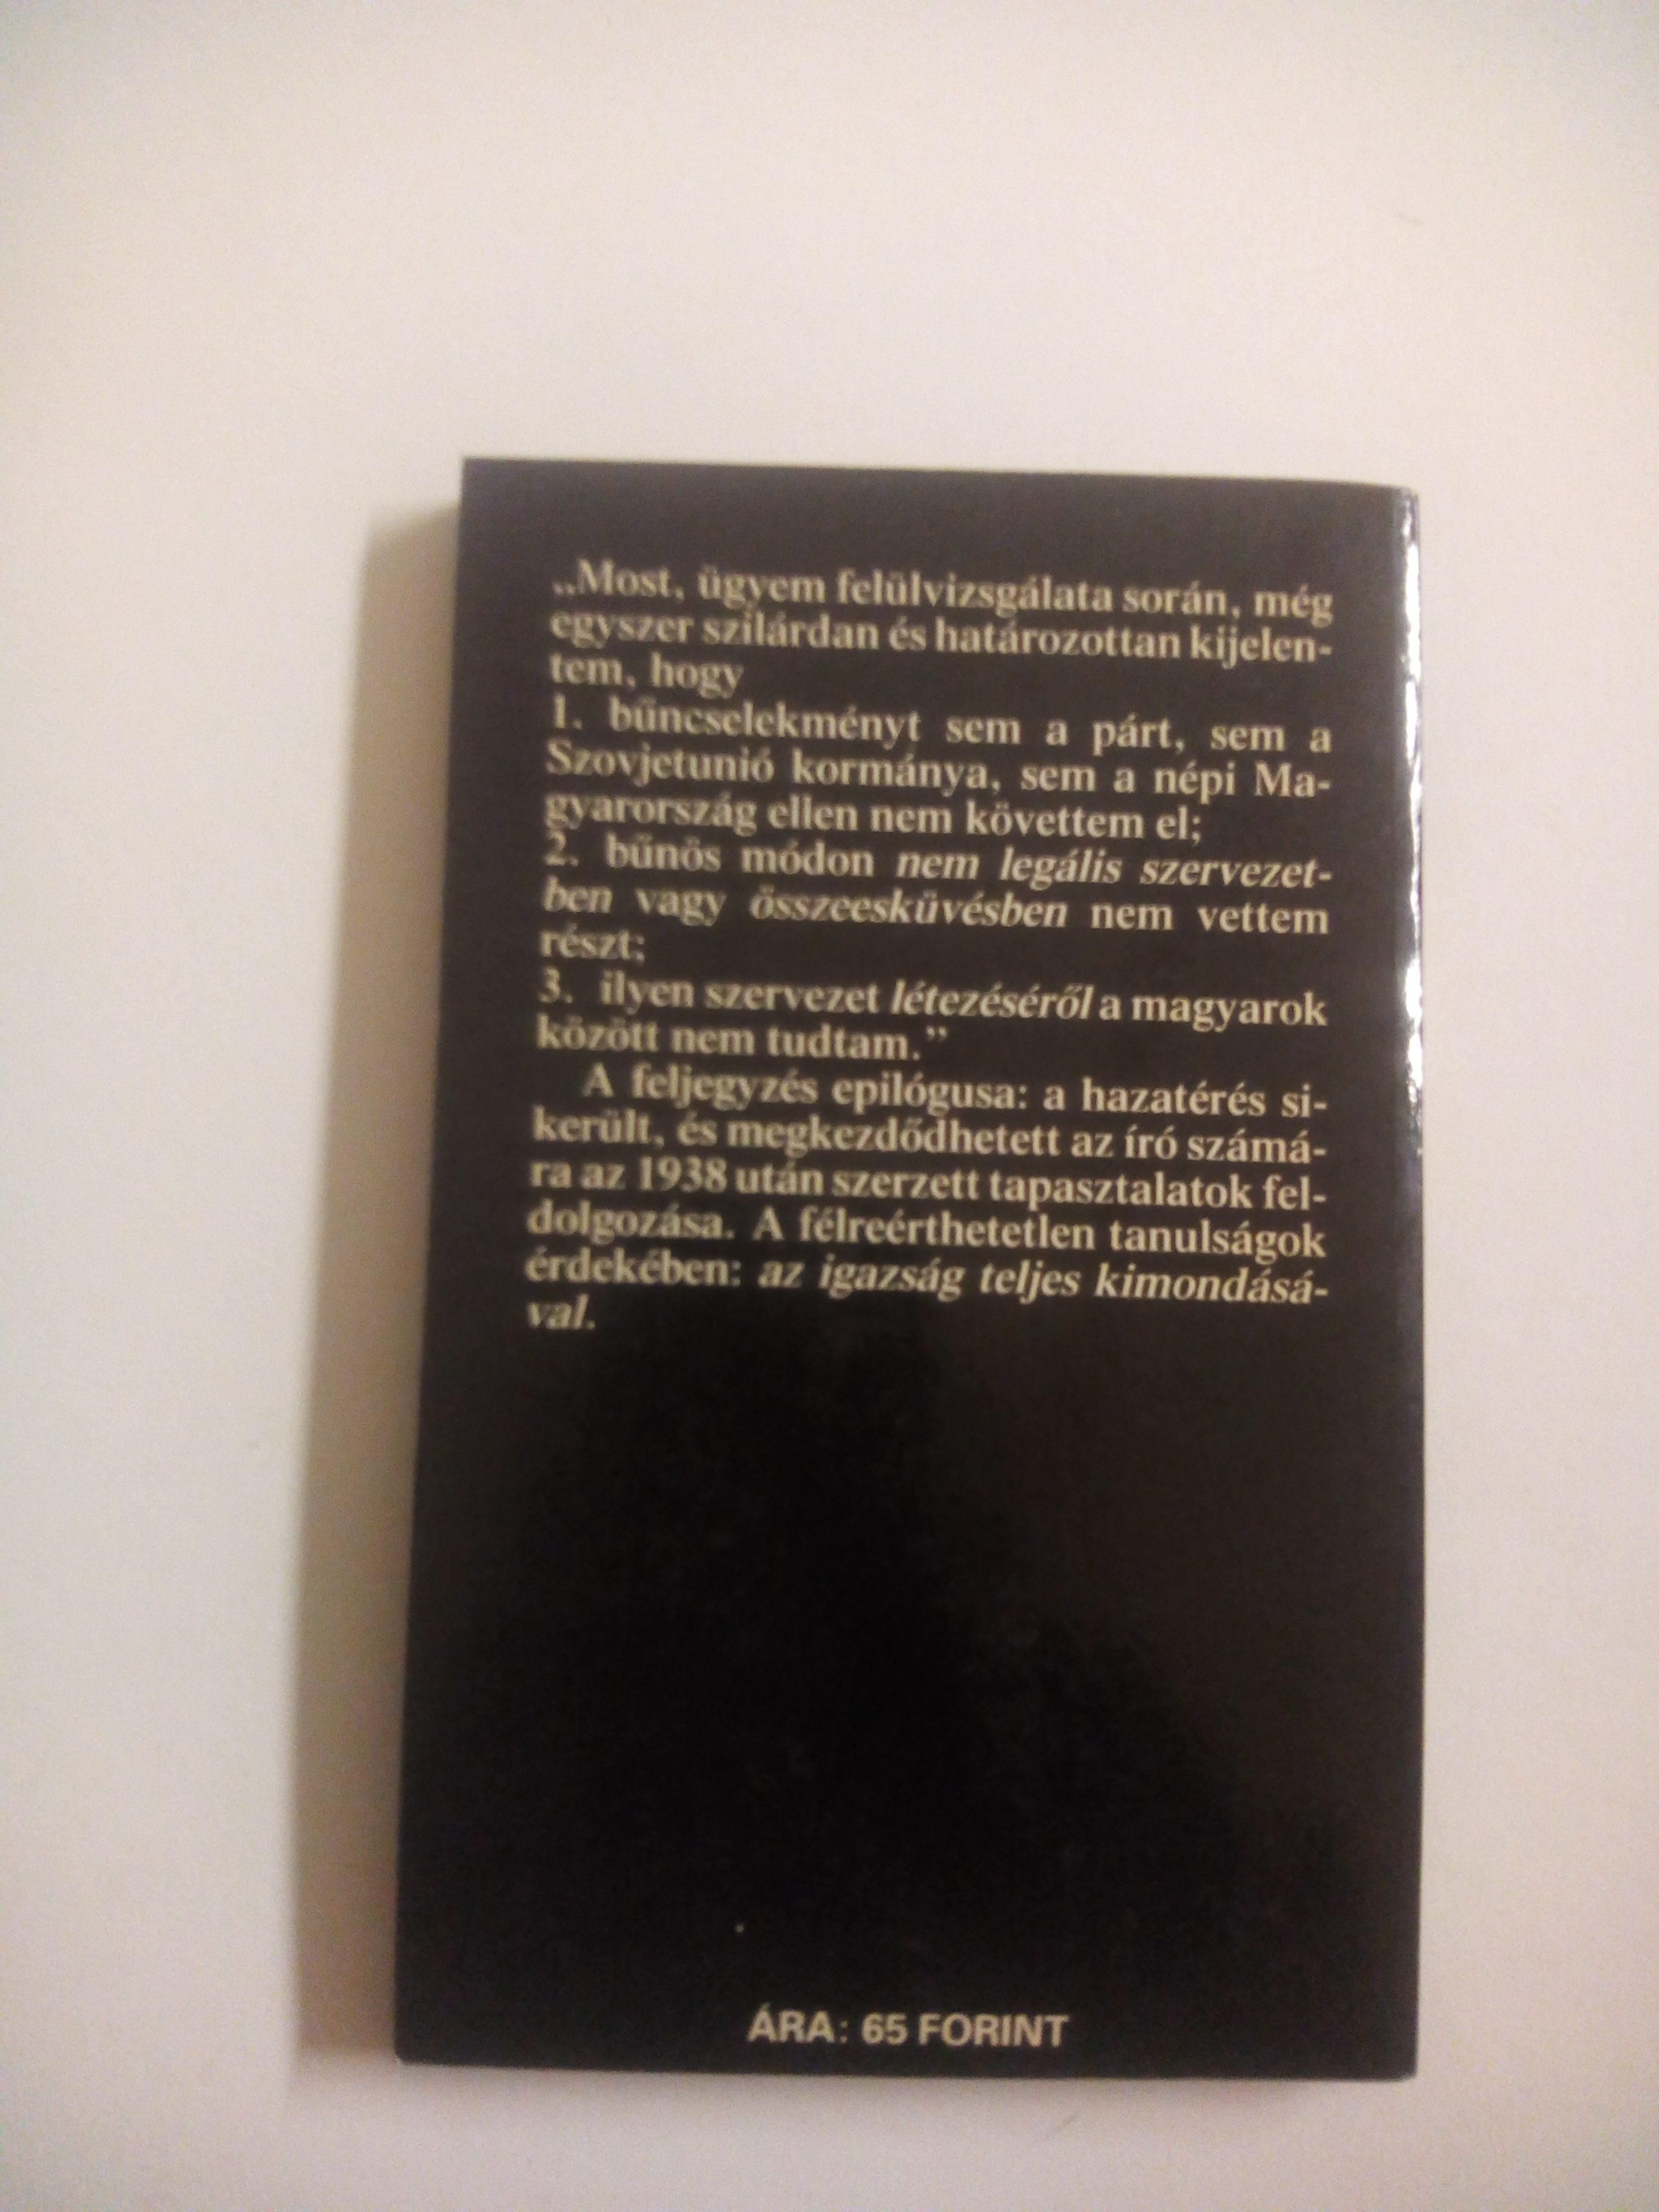 „Most, ügyem felülvizsgálata során, még
egyszer szilárdan és határozottan kijelen-
tem, hogy
1. bűncselekményt sem a párt, sem a
Szovjetunió kormánya, sem a népi Ma-
gyarország ellen nem követtem el;
2. bűnös módon nem legális szervezet-
ben vagy összeesküvésben nem vettem
részt;
3. ilyen szervezet létezéséről a magyarok
között nem tudtam.”
A feljegyzés epilógusa: a hazatérés si-
került, és megkezdődhetett az író számá-
ra az 1938 után szerzett tapasztalatok fel-
dolgozása. A félreérthetetlen tanulságok
érdekében: az igazság teljes kimondásá-
val.
ÁRA: 65 FORINT